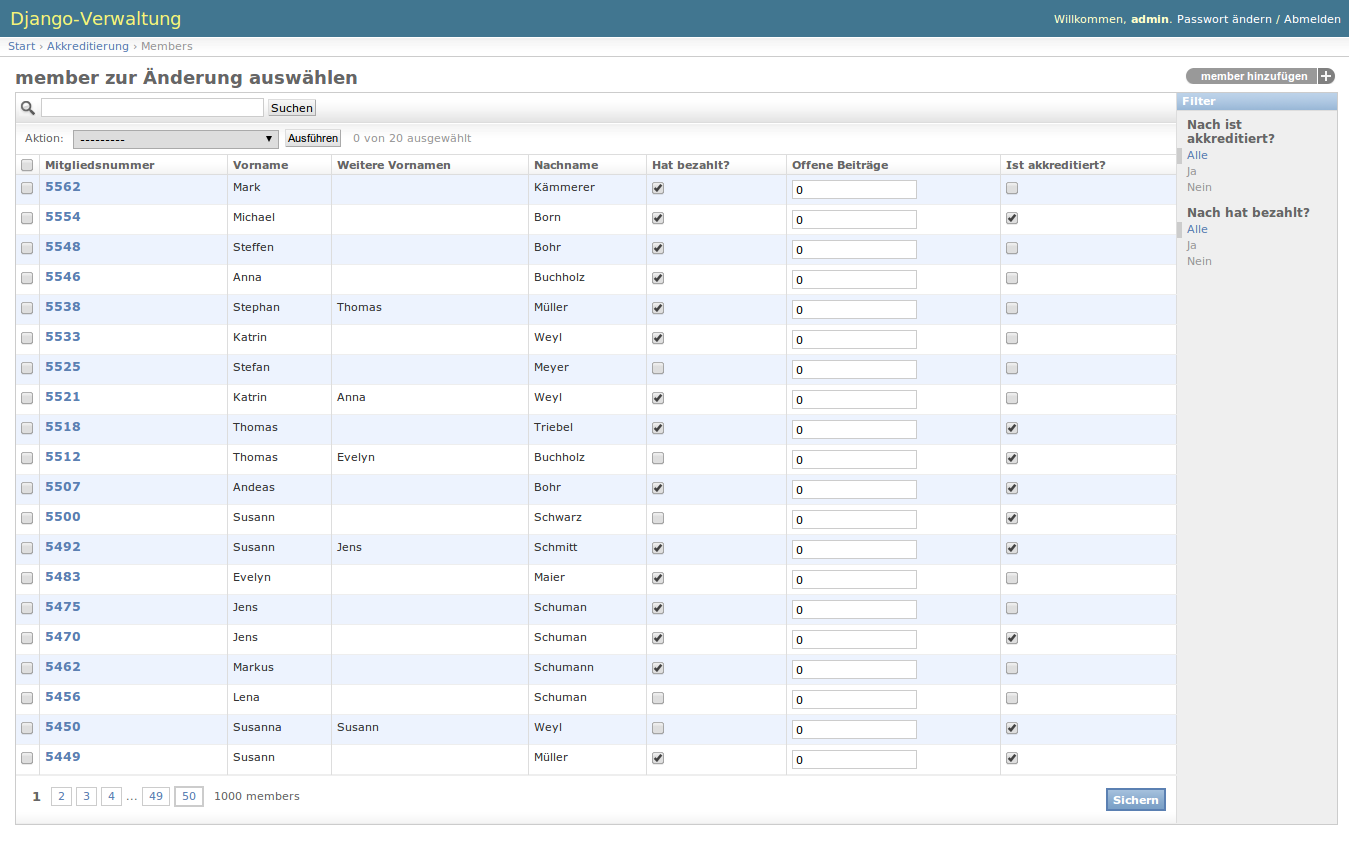 Django-Verwaltung
Willkommen, admin. Passwort ändern / Abmelden
Start › Akkreditierung › Members
member zur Änderung auswählen
member hinzufügen +
Suchen
Aktion: --------- ▼ Ausführen 0 von 20 ausgewählt
Mitgliedsnummer Vorname Weitere Vornamen Nachname Hat bezahlt? Offene Beiträge Ist akkreditiert?
5562 Mark Kämmerer 0
5554 Michael Born 0
5548 Steffen Bohr 0
5546 Anna Buchholz 0
5538 Stephan Thomas Müller 0
5533 Katrin Weyl 0
5525 Stefan Meyer 0
5521 Katrin Anna Weyl 0
5518 Thomas Triebel 0
5512 Thomas Evelyn Buchholz 0
5507 Andeas Bohr 0
5500 Susann Schwarz 0
5492 Susann Jens Schmitt 0
5483 Evelyn Maier 0
5475 Jens Schuman 0
5470 Jens Schuman 0
5462 Markus Schumann 0
5456 Lena Schuman 0
5450 Susanna Susann Weyl 0
5449 Susann Müller 0
1 2 3 4 ... 49 50 1000 members
Sichern
Filter
Nach ist
akkreditiert?
Alle
Ja
Nein
Nach hat bezahlt?
Alle
Ja
Nein